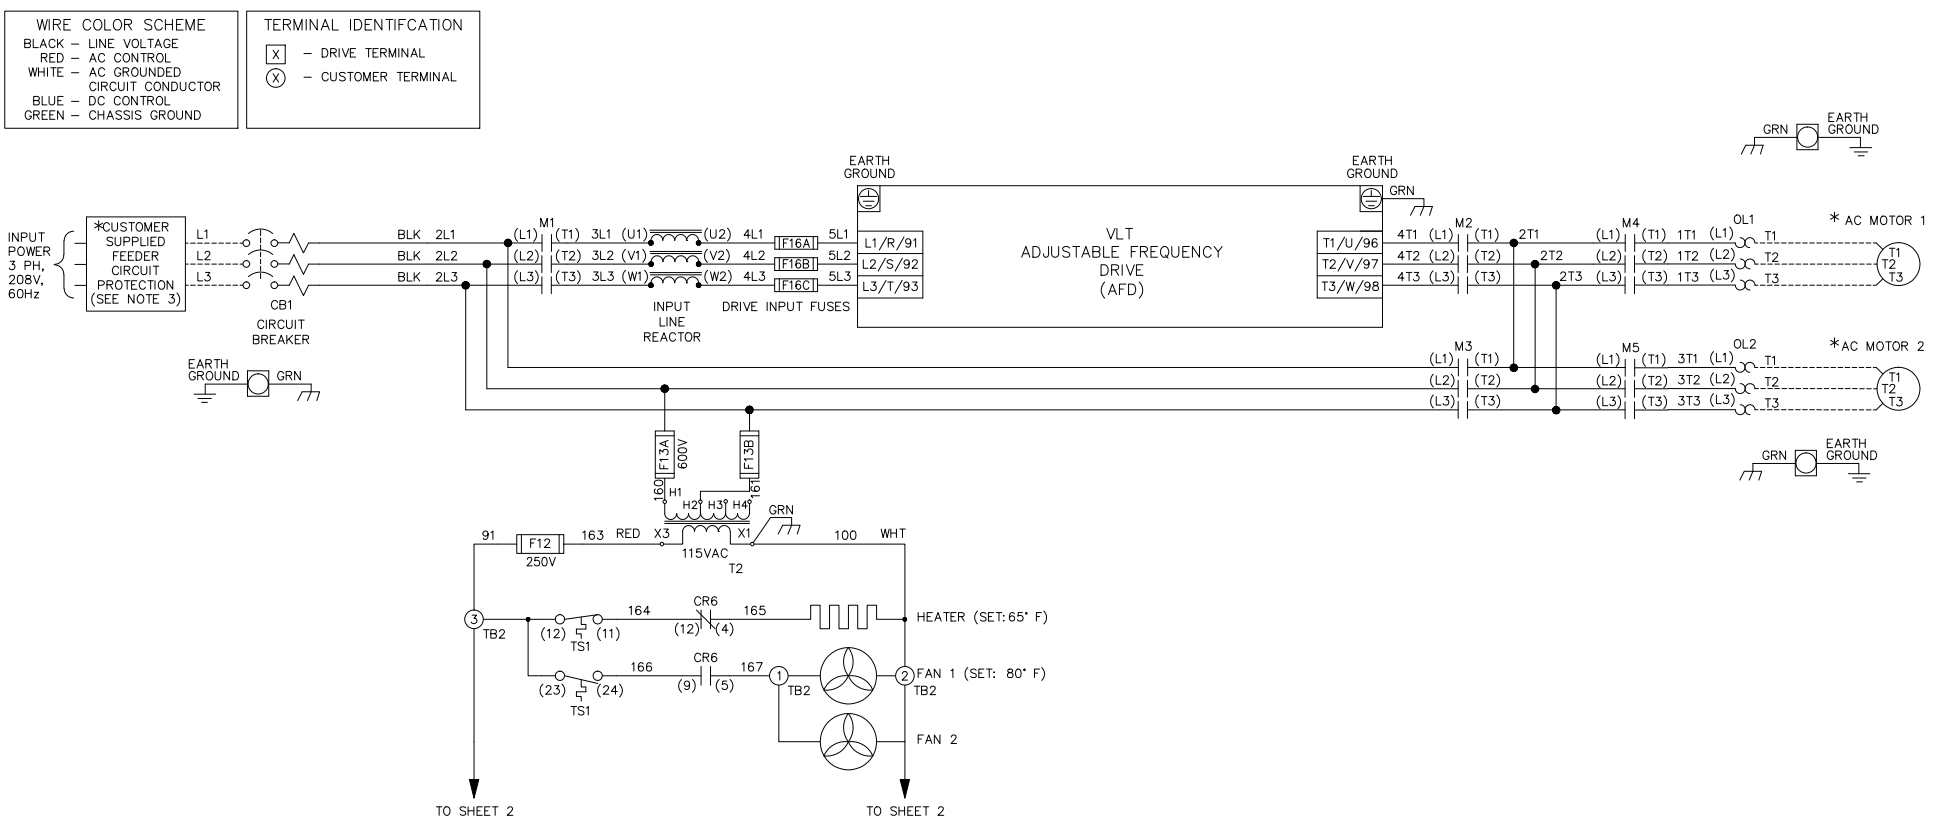 WIRE COLOR SCHEME
BLACK – LINE VOLTAGE
RED – AC CONTROL
WHITE – AC GROUNDED
CIRCUIT CONDUCTOR
BLUE – DC CONTROL
GREEN – CHASSIS GROUND
TERMINAL IDENTIFCATION
X – DRIVE TERMINAL
X – CUSTOMER TERMINAL
GRN
EARTH
GROUND
EARTH
GROUND
EARTH
GROUND
GRN
INPUT
POWER
3 PH,
208V,
60Hz
*CUSTOMER
SUPPLIED
FEEDER
CIRCUIT
PROTECTION
(SEE NOTE 3)
L1
L2
L3
CB1
CIRCUIT
BREAKER
BLK 2L1
BLK 2L2
BLK 2L3
M1
(L1) (T1) 3L1 (U1) (U2) 4L1 F16A 5L1 L1/R/91
(L2) (T2) 3L2 (V1) (V2) 4L2 F16B 5L2 L2/S/92
(L3) (T3) 3L3 (W1) (W2) 4L3 F16C 5L3 L3/T/93
INPUT
LINE
REACTOR
DRIVE INPUT FUSES
VLT
ADJUSTABLE FREQUENCY
DRIVE
(AFD)
M2 M4 OL1 * AC MOTOR 1
T1/U/96 4T1 (L1) (T1) 2T1 (L1) (T1) 1T1 (L1) T1
T2/V/97 4T2 (L2) (T2) 2T2 (L2) (T2) 1T2 (L2) T2
T3/W/98 4T3 (L3) (T3) 2T3 (L3) (T3) 1T3 (L3) T3
T1
T2
T3
M3 M5 OL2 *AC MOTOR 2
(L1) (T1) (L1) (T1) 3T1 (L1) T1
(L2) (T2) (L2) (T2) 3T2 (L2) T2
(L3) (T3) (L3) (T3) 3T3 (L3) T3
T1
T2
T3
EARTH
GROUND
GRN
GRN
EARTH
GROUND
F13A
600V
F13B
160
161
H1
H2 H3 H4
GRN
91 F12 163 RED X3 X1 100 WHT
250V
115VAC
T2
3
TB2
(12) (11) 164 CR6 165
TS1
(12) (4)
HEATER (SET:65° F)
(23) (24) 166 CR6 167
TS1
(9) (5)
1
TB2
2
TB2
FAN 1 (SET: 80° F)
FAN 2
TO SHEET 2
TO SHEET 2